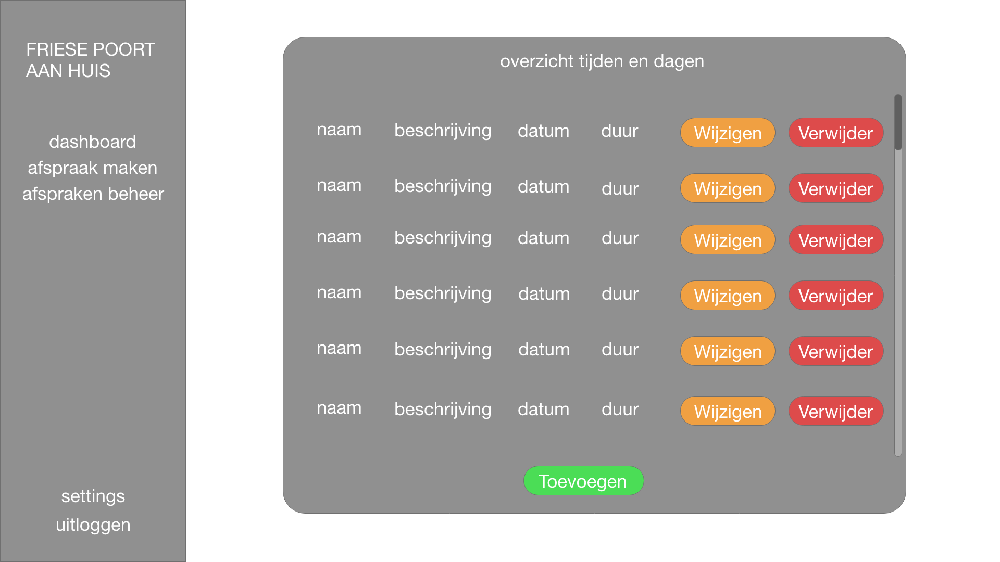 FRIESE POORT
AAN HUIS
dashboard
afspraak maken
afspraken beheer
settings
uitloggen
overzicht tijden en dagen
naam beschrijving datum duur Wijzigen Verwijder
naam beschrijving datum duur Wijzigen Verwijder
naam beschrijving datum duur Wijzigen Verwijder
naam beschrijving datum duur Wijzigen Verwijder
naam beschrijving datum duur Wijzigen Verwijder
naam beschrijving datum duur Wijzigen Verwijder
Toevoegen